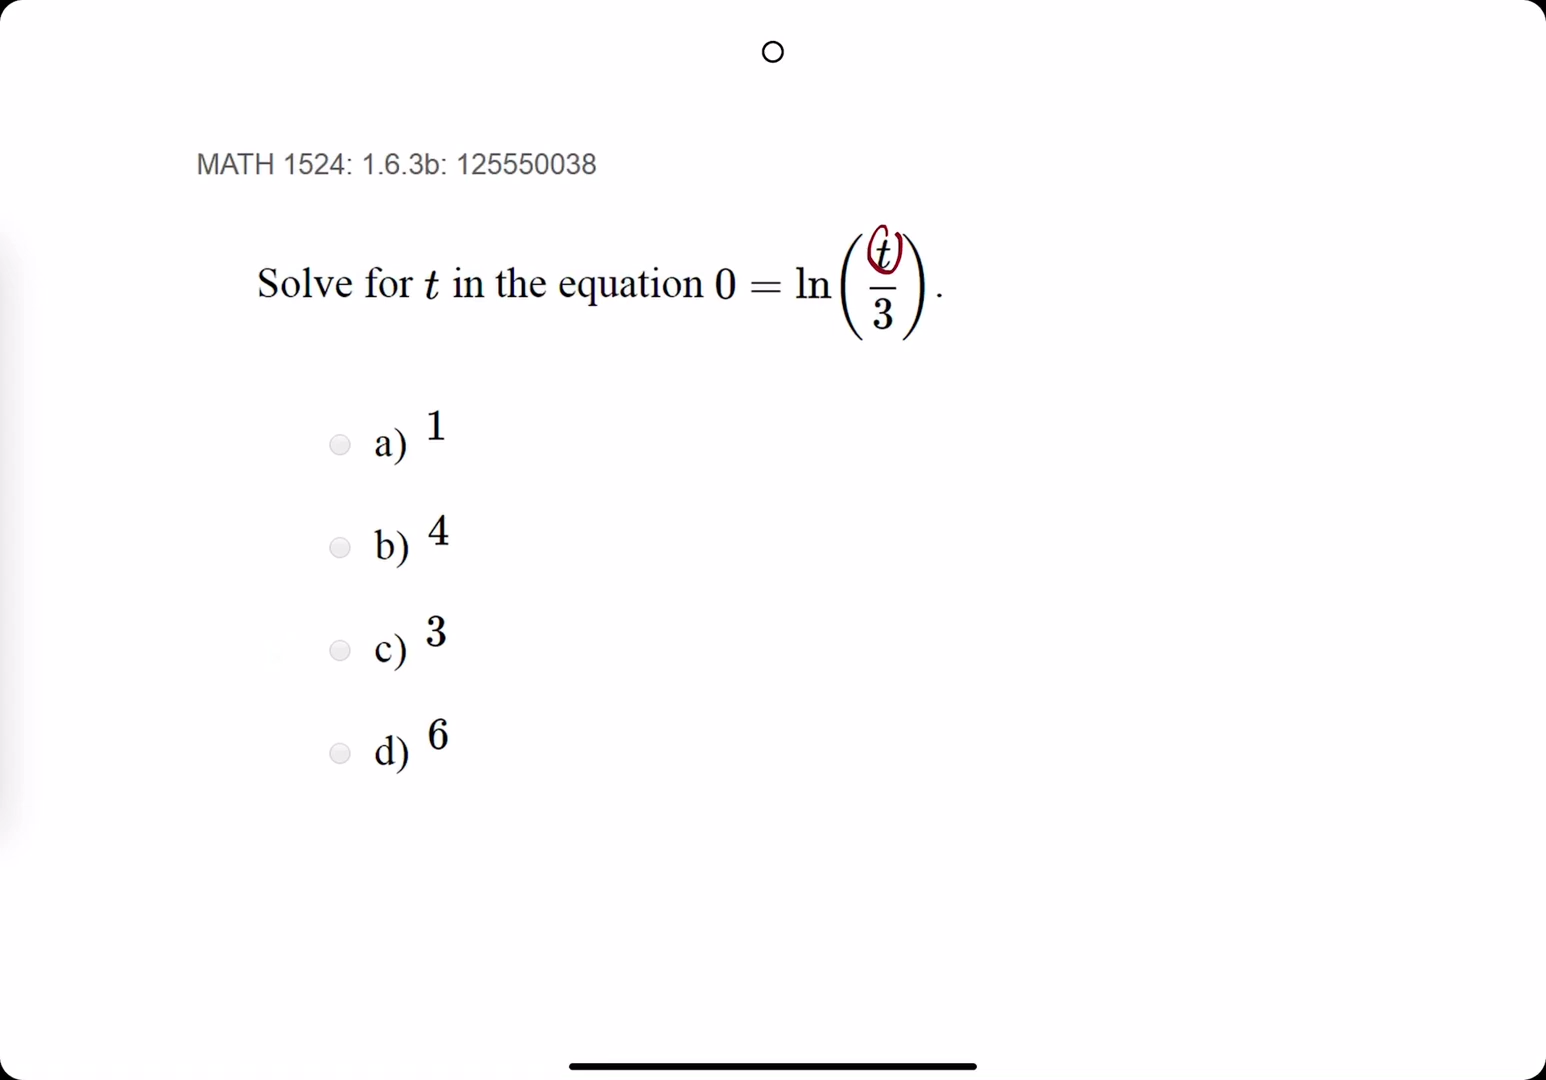 MATH 1524: 1.6.3b: 125550038
Solve for t in the equation 0 = ln(t/3).
a) 1
b) 4
c) 3
d) 6